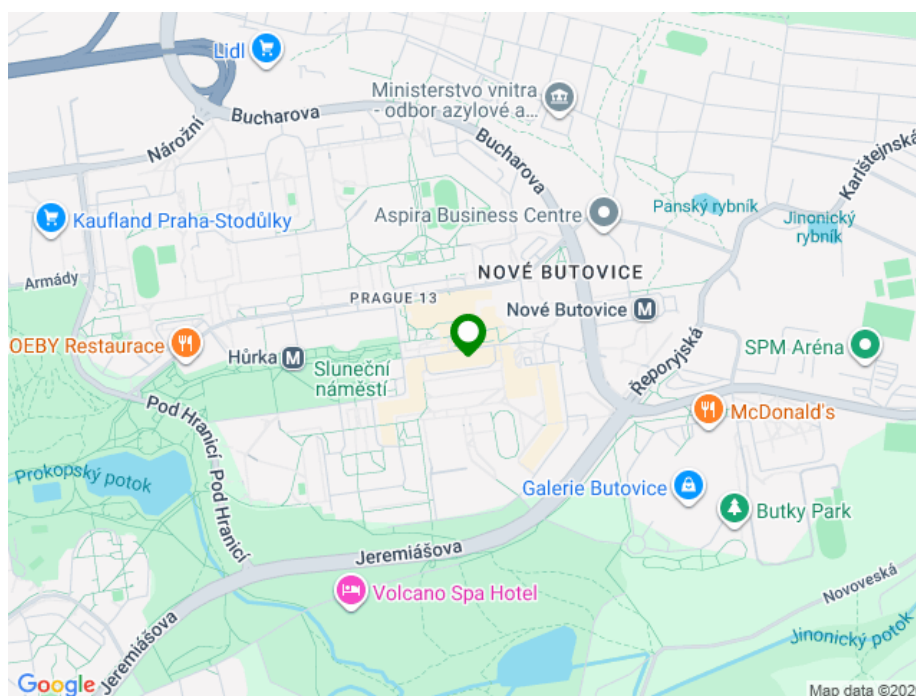 Lidl
Ministerstvo vnitra
- odbor azylové a...
Bucharova
Nárožní
Bucharova
Karlštejnská
Kaufland Praha-Stodůlky
Aspira Business Centre
Panský rybník
Jinonický
rybník
Armády
NOVÉ BUTOVICE
PRAGUE 13
Nové Butovice
M
OEBY Restaurace
Hůrka
M
Sluneční
náměstí
Řeporyjská
SPM Aréna
McDonald's
Pod Hranicí
Pod Hranicí
Prokopský
potok
Galerie Butovice
Butky Park
Jeremiášova
Volcano Spa Hotel
Novoveská
Jinonický potok
Jeremiášova
Google
Map data ©202